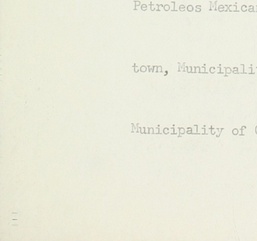 Petroleos Mexica
town, Municipali
Municipality of